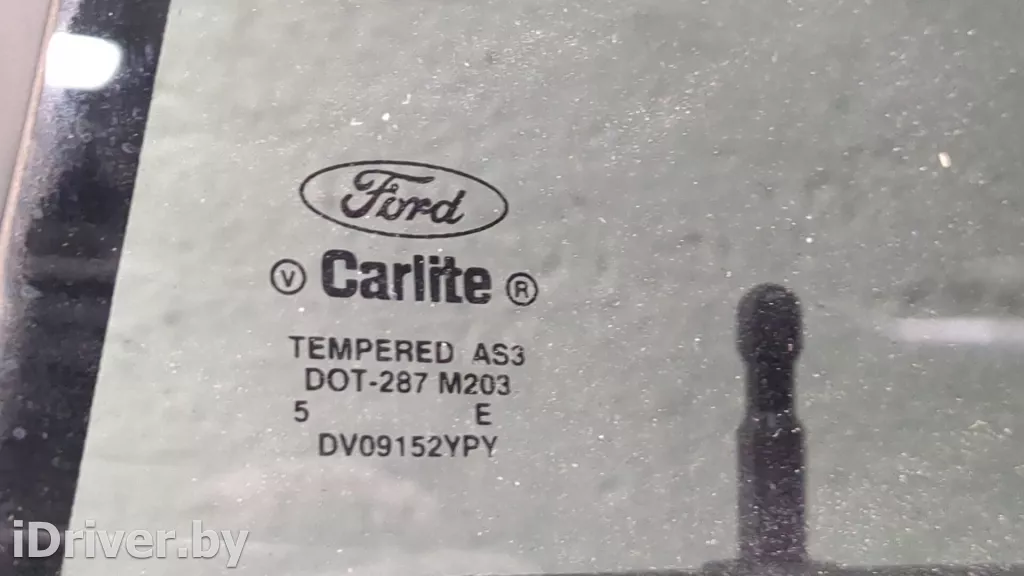 Ford
V Carlite ®
TEMPERED AS3
DOT-287 M203
5 E
DV09152YPY
iDriver.by